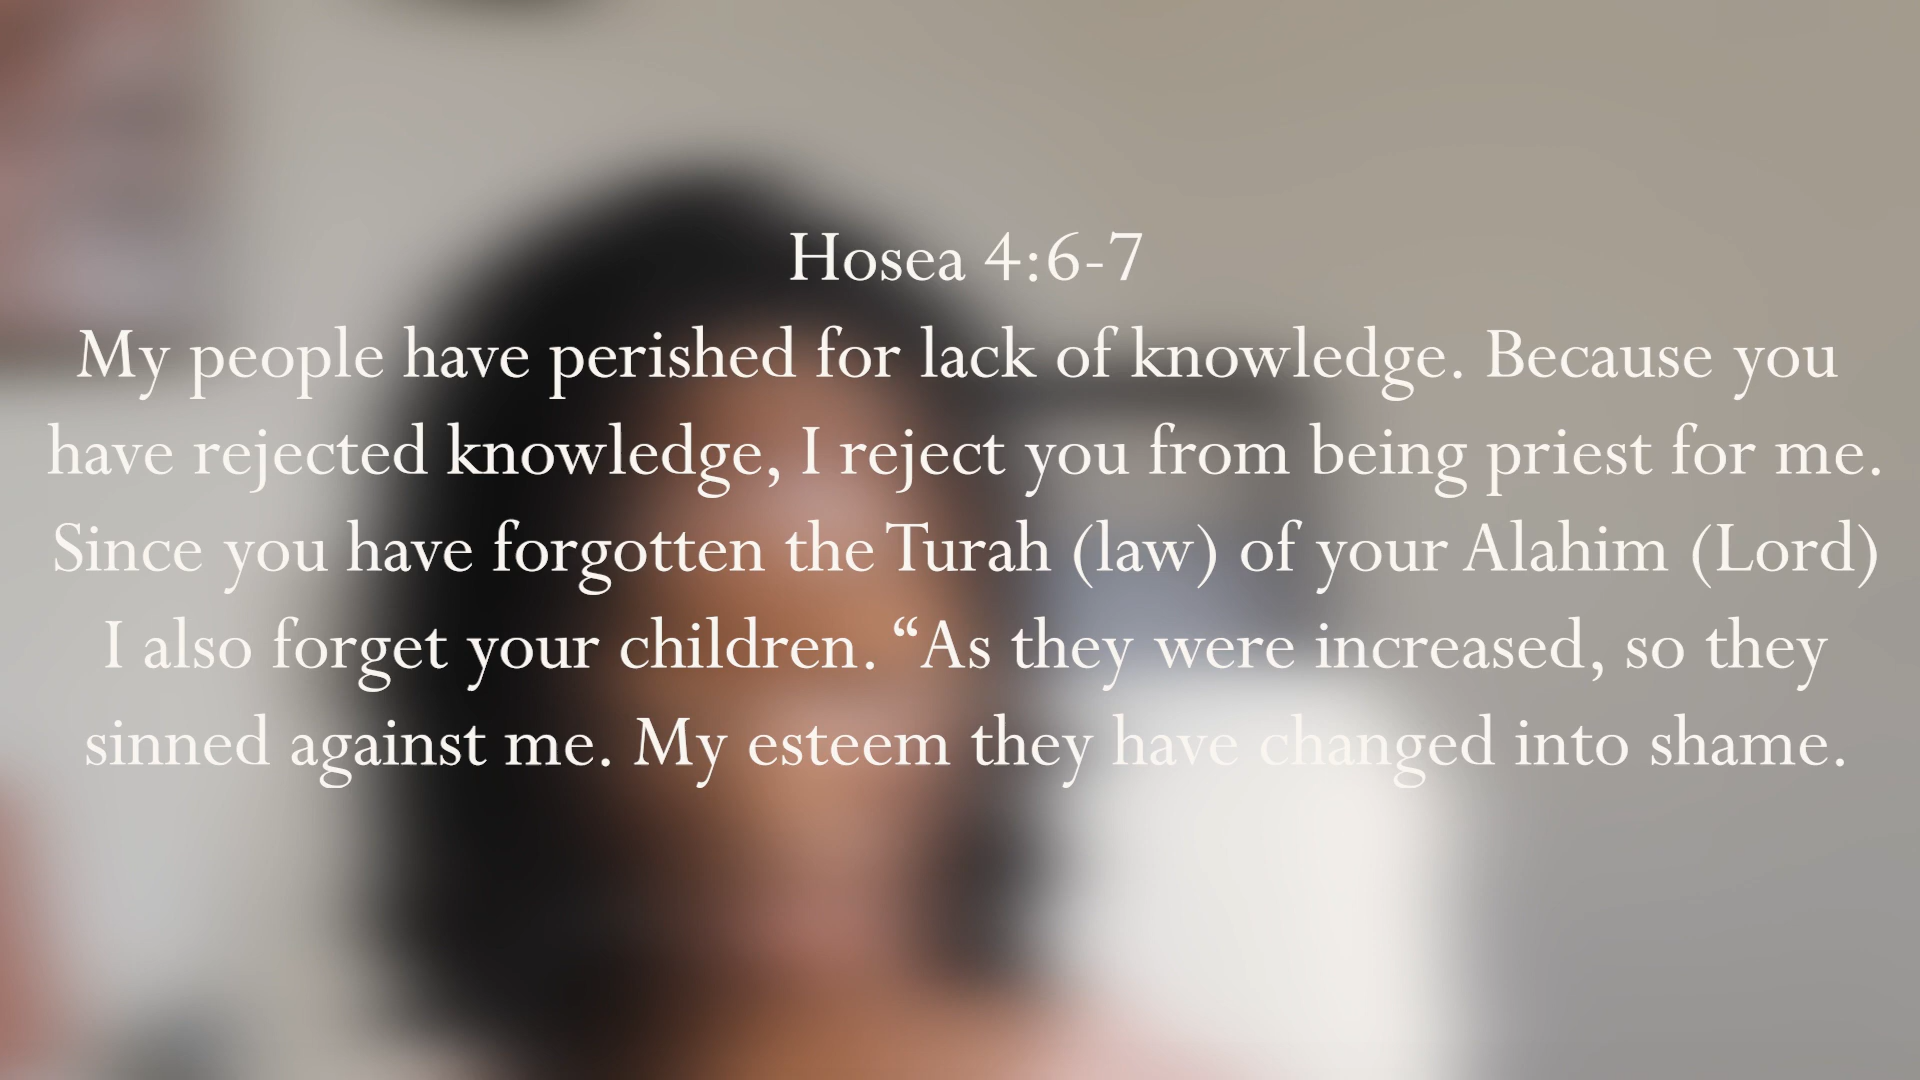 Hosea 4:6-7
My people have perished for lack of knowledge. Because you
have rejected knowledge, I reject you from being priest for me.
Since you have forgotten the Turah (law) of your Alahim (Lord)
I also forget your children. “As they were increased, so they
sinned against me. My esteem they have changed into shame.